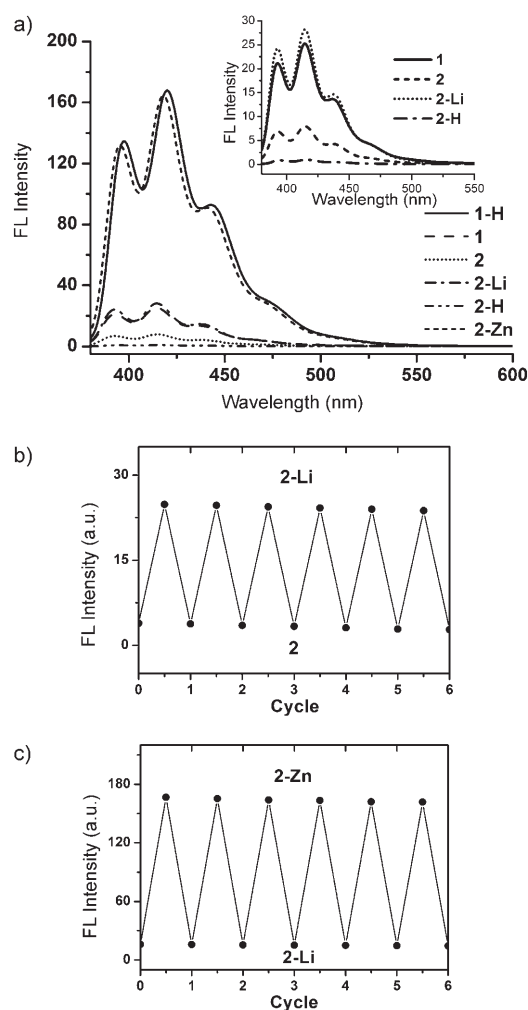 a)
FL Intensity
200
160
120
80
40
0
400 450 500 550 600
Wavelength (nm)
FL Intensity
30
25
20
15
10
5
0
400 450 500 550
Wavelength (nm)
1
2
2-Li
2-H
1-H
1
2
2-Li
2-H
2-Zn
b)
FL Intensity (a.u.)
30
15
0
2-Li
2
0 1 2 3 4 5 6
Cycle
c)
FL Intensity (a.u.)
180
120
60
0
2-Zn
2-Li
0 1 2 3 4 5 6
Cycle